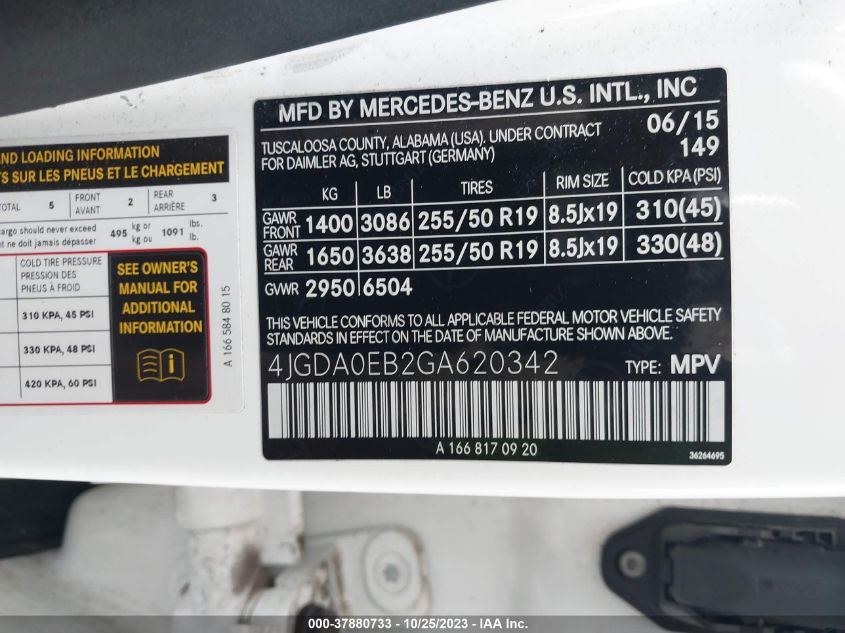 ND LOADING INFORMATION
TS SUR LES PNEUS ET LE CHARGEMENT
OTAL 5 FRONT AVANT 2 REAR ARRIÈRE 3
cargo should never exceed 495 kg or 1091 lbs.
nt ne doit jamais dépasser kg ou lb.
COLD TIRE PRESSURE
PRESSION DES
PNEUS À FROID
310 KPA, 45 PSI
330 KPA, 48 PSI
420 KPA, 60 PSI
SEE OWNER'S
MANUAL FOR
ADDITIONAL
INFORMATION
A 166 584 80 15
MFD BY MERCEDES-BENZ U.S. INTL., INC
TUSCALOOSA COUNTY, ALABAMA (USA). UNDER CONTRACT 06/15
FOR DAIMLER AG, STUTTGART (GERMANY) 149
KG LB TIRES RIM SIZE COLD KPA (PSI)
GAWR FRONT 1400 3086 255/50 R19 8.5Jx19 310(45)
GAWR REAR 1650 3638 255/50 R19 8.5Jx19 330(48)
GVWR 2950 6504
THIS VEHICLE CONFORMS TO ALL APPLICABLE FEDERAL MOTOR VEHICLE SAFETY
STANDARDS IN EFFECT ON THE DATE OF MANUFACTURE SHOWN ABOVE.
4JGDA0EB2GA620342 TYPE: MPV
A 166 817 09 20
36264695
000-37880733 - 10/25/2023 - IAA Inc.